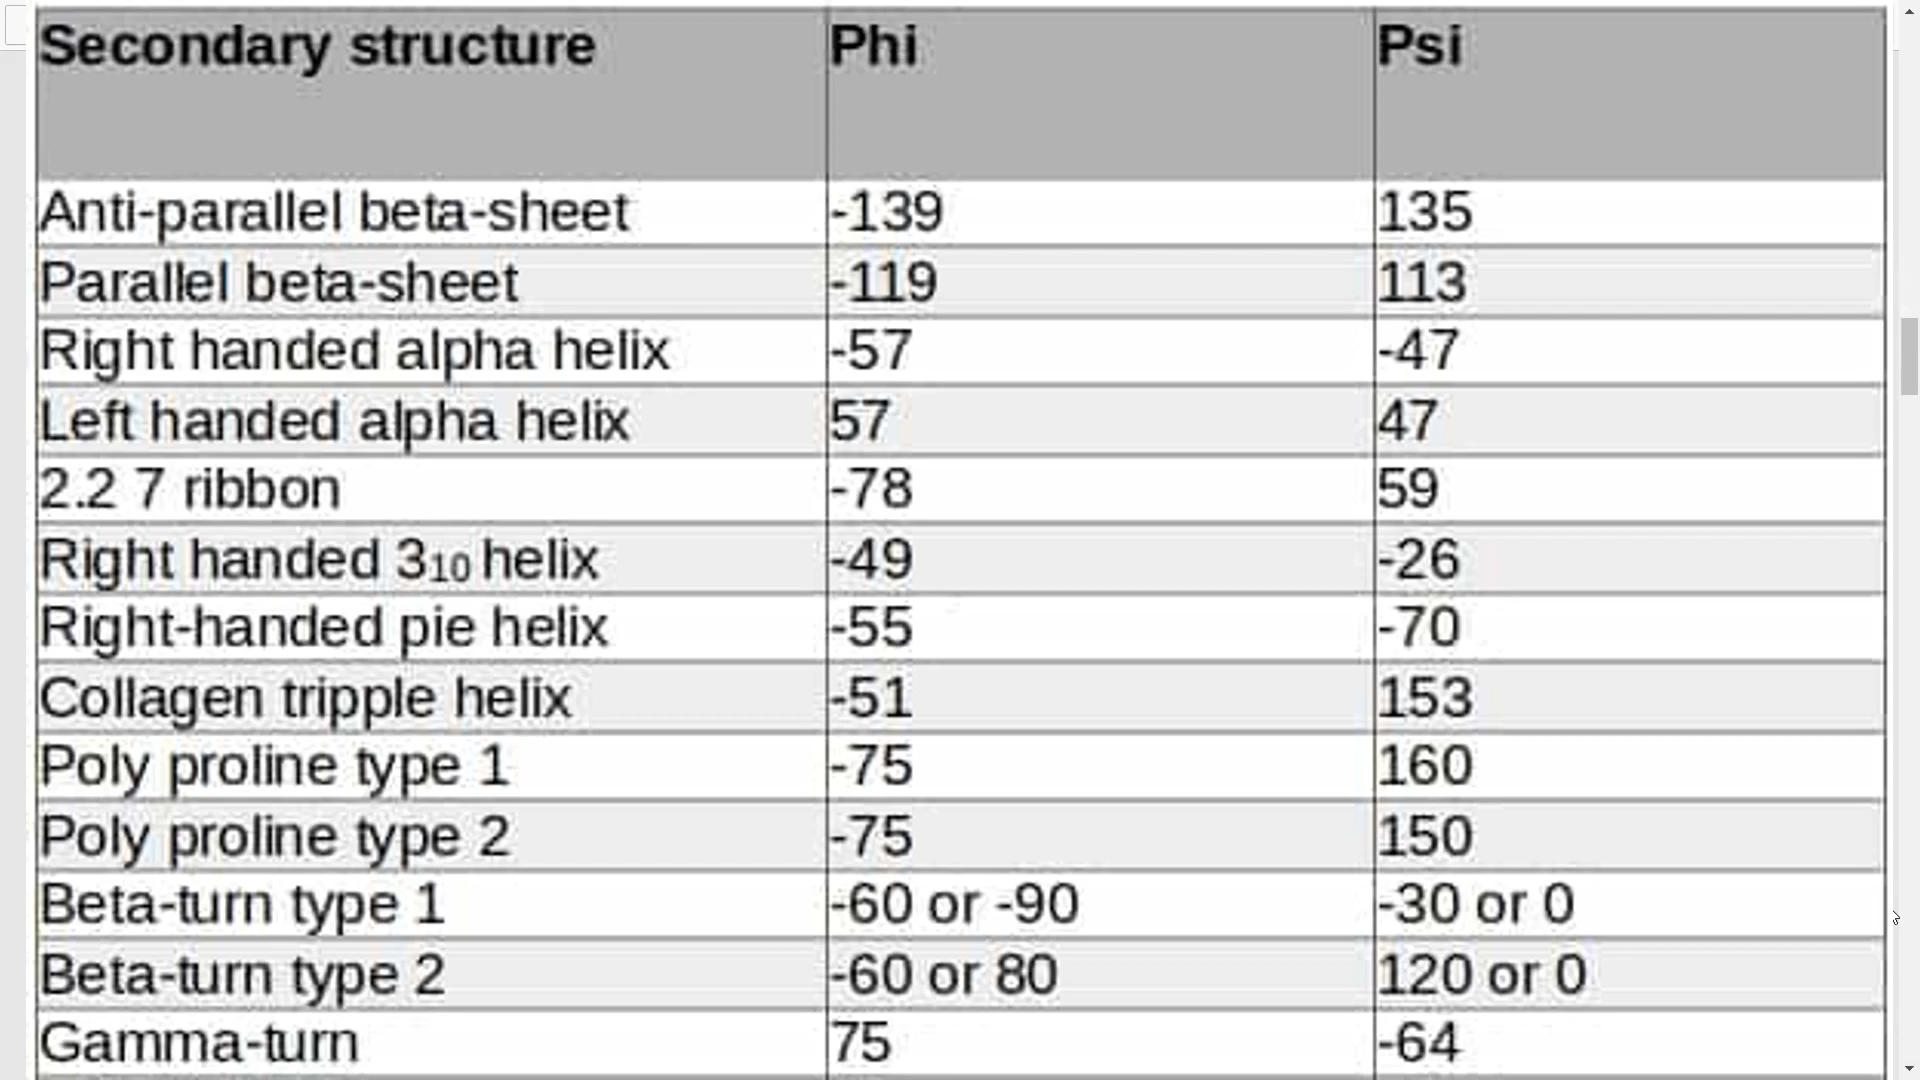 Secondary structure Phi Psi
Anti-parallel beta-sheet -139 135
Parallel beta-sheet -119 113
Right handed alpha helix -57 -47
Left handed alpha helix 57 47
2.2 7 ribbon -78 59
Right handed 310 helix -49 -26
Right-handed pie helix -55 -70
Collagen tripple helix -51 153
Poly proline type 1 -75 160
Poly proline type 2 -75 150
Beta-turn type 1 -60 or -90 -30 or 0
Beta-turn type 2 -60 or 80 120 or 0
Gamma-turn 75 -64